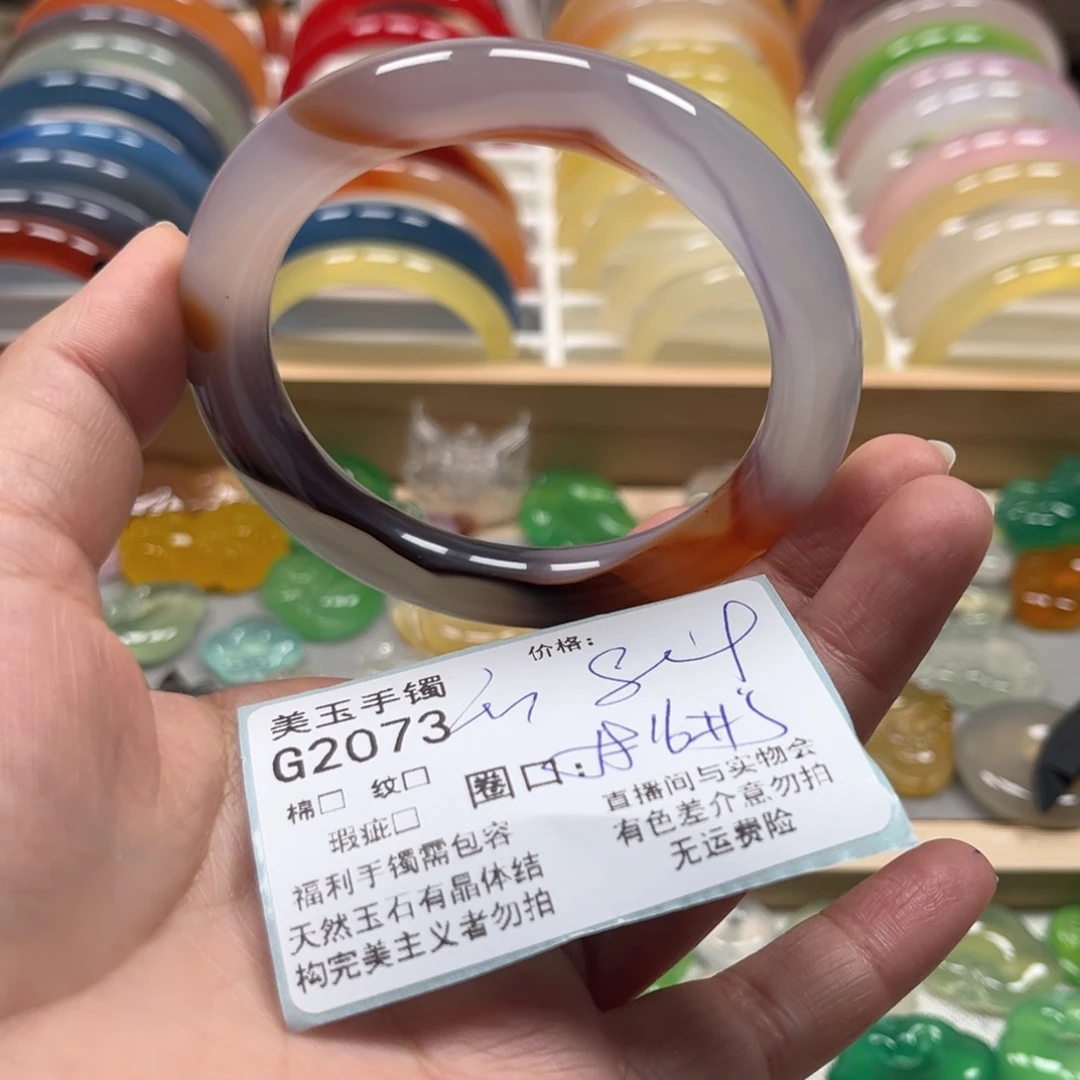 价格:
美玉手镯
G2073
棉□ 纹□ 圈口:
瑕疵□
福利手镯需包容
天然玉石有晶体结
构完美主义者勿拍
直播间与实物会
有色差介意勿拍
无运费险